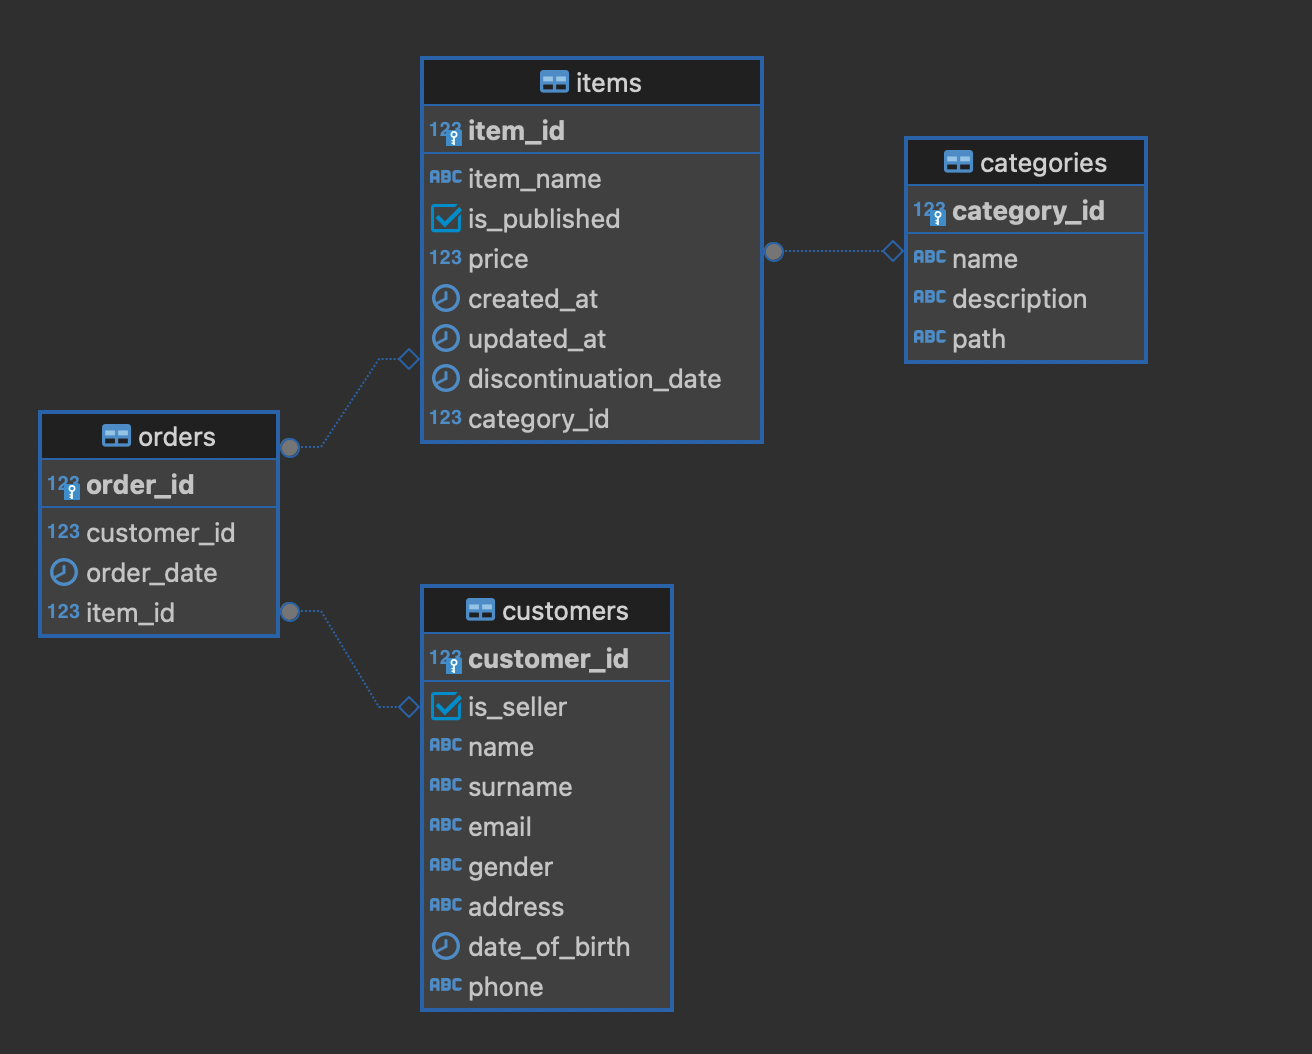 items
123 item_id
ABC item_name
is_published
123 price
created_at
updated_at
discontinuation_date
123 category_id
categories
123 category_id
ABC name
ABC description
ABC path
orders
123 order_id
123 customer_id
order_date
123 item_id
customers
123 customer_id
is_seller
ABC name
ABC surname
ABC email
ABC gender
ABC address
date_of_birth
ABC phone